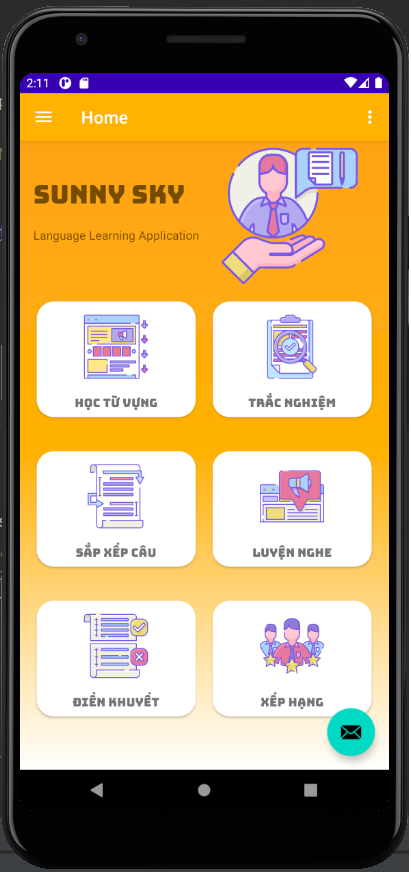 2:11
Home
SUNNY SKY
Language Learning Application
HỌC TỪ VỰNG
TRẮC NGHIỆM
SẮP XẾP CÂU
LUYỆN NGHE
ĐIỀN KHUYẾT
XẾP HẠNG